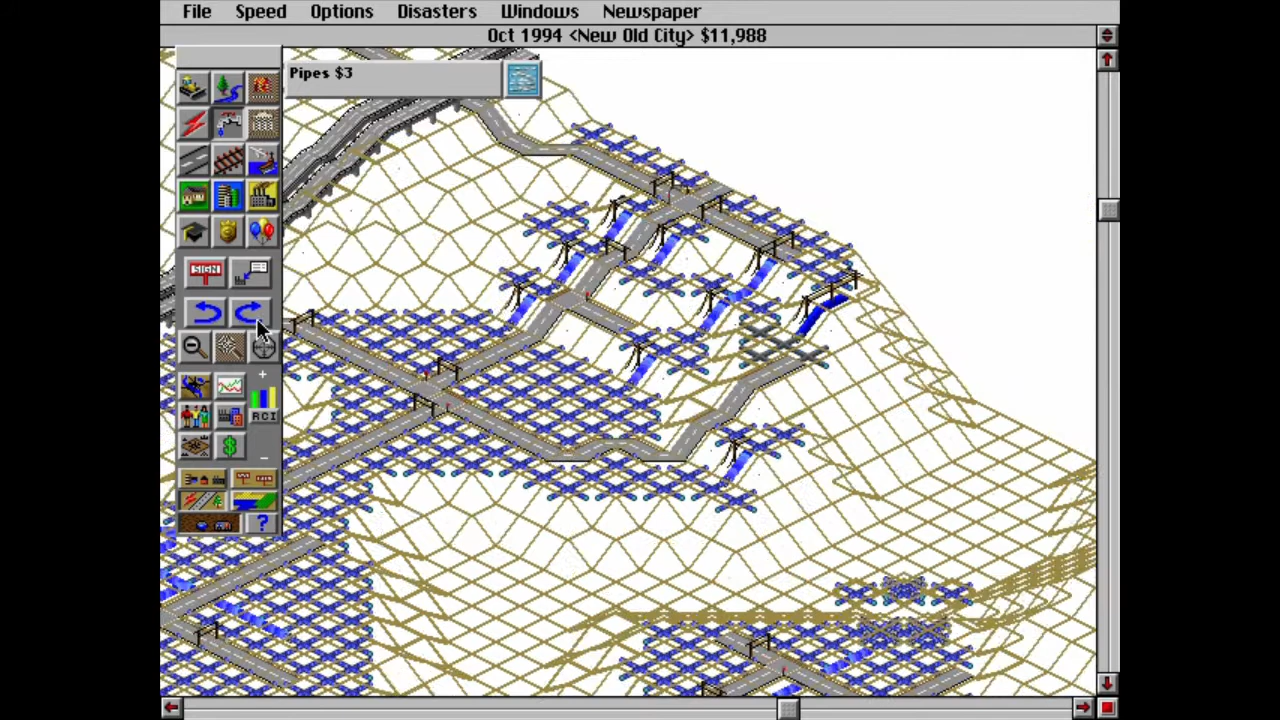 File Speed Options Disasters Windows Newspaper
Oct 1994 <New Old City> $11,988
Pipes $3
SIGN
+
RCI
−
$
?